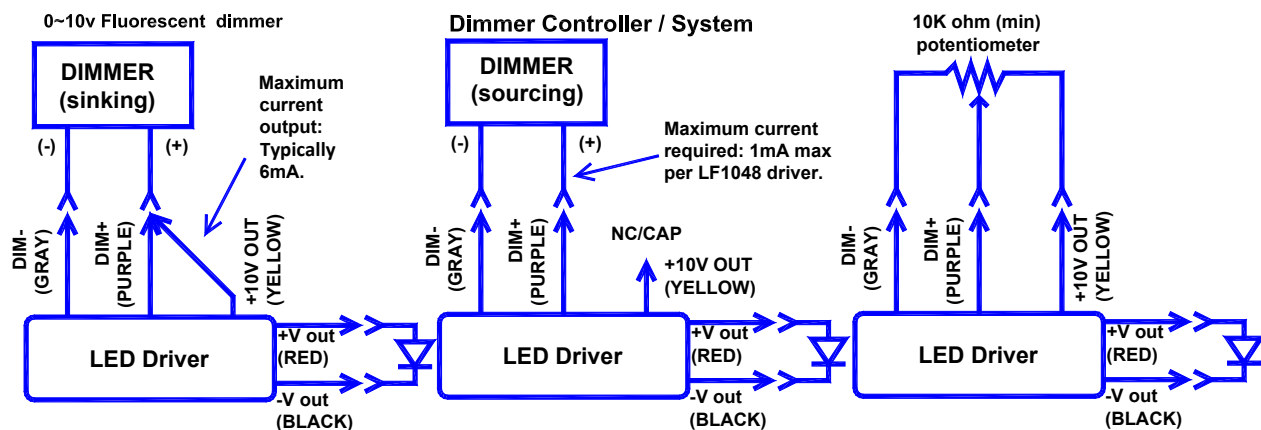 0~10v Fluorescent dimmer
DIMMER
(sinking)
(-)
(+)
Maximum
current
output:
Typically
6mA.
DIM-
(GRAY)
DIM+
(PURPLE)
+10V OUT
(YELLOW)
LED Driver
+V out
(RED)
-V out
(BLACK)
Dimmer Controller / System
DIMMER
(sourcing)
(-)
(+)
Maximum current
required: 1mA max
per LF1048 driver.
DIM-
(GRAY)
DIM+
(PURPLE)
NC/CAP
+10V OUT
(YELLOW)
LED Driver
+V out
(RED)
-V out
(BLACK)
10K ohm (min)
potentiometer
DIM-
(GRAY)
DIM+
(PURPLE)
+10V OUT
(YELLOW)
LED Driver
+V out
(RED)
-V out
(BLACK)